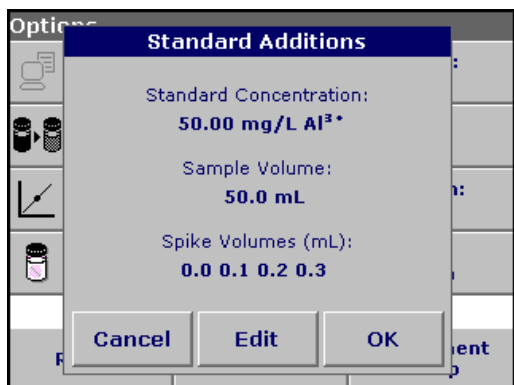 Standard Additions
Standard Concentration:
50.00 mg/L Al³⁺
Sample Volume:
50.0 mL
Spike Volumes (mL):
0.0 0.1 0.2 0.3
Cancel Edit OK